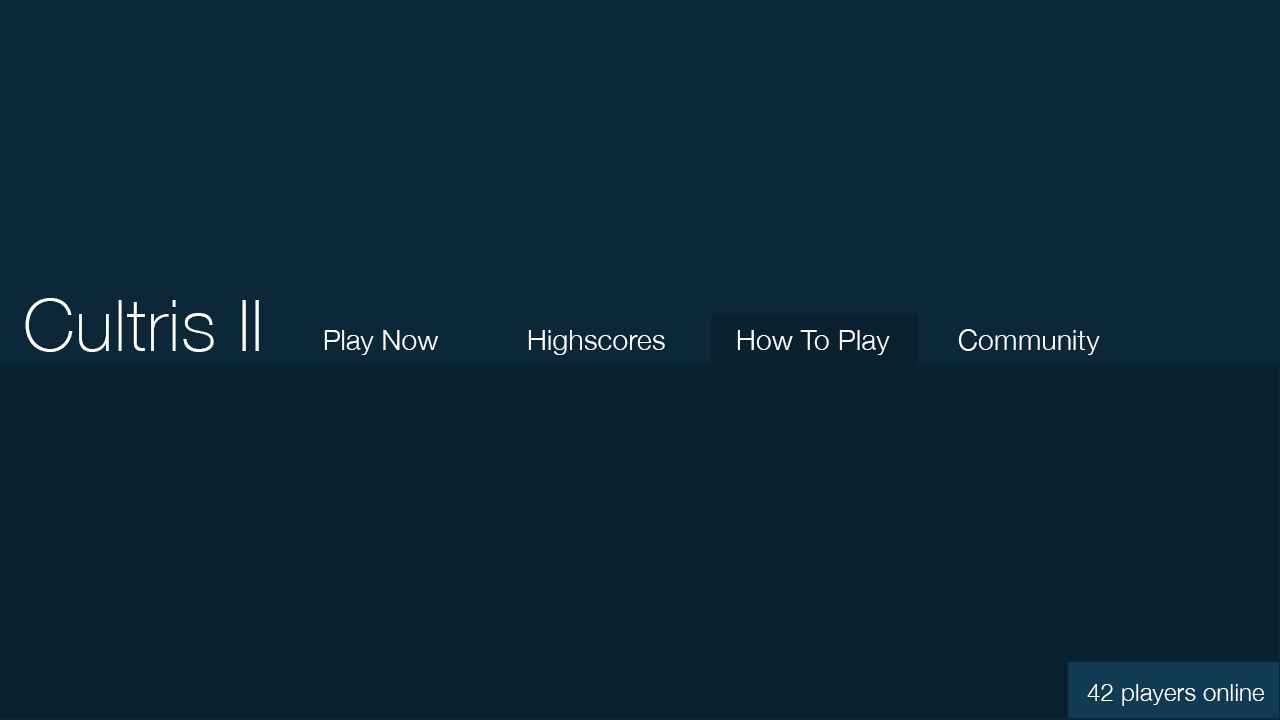 Cultris II
Play Now
Highscores
How To Play
Community
42 players online